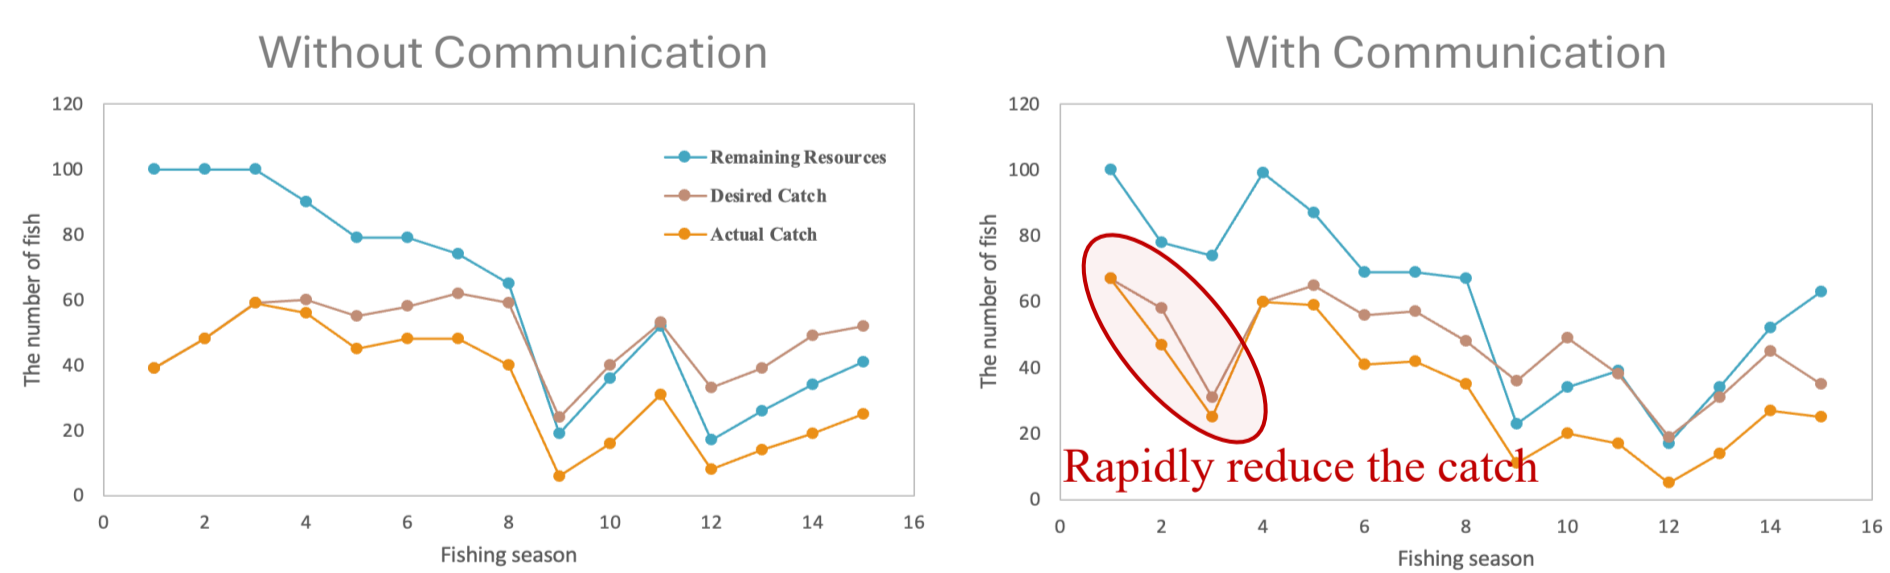 Without Communication
120
100
80
60
40
20
0
0 2 4 6 8 10 12 14 16
The number of fish
Fishing season
Remaining Resources
Desired Catch
Actual Catch
With Communication
120
100
80
60
40
20
0
0 2 4 6 8 10 12 14 16
The number of fish
Fishing season
Rapidly reduce the catch